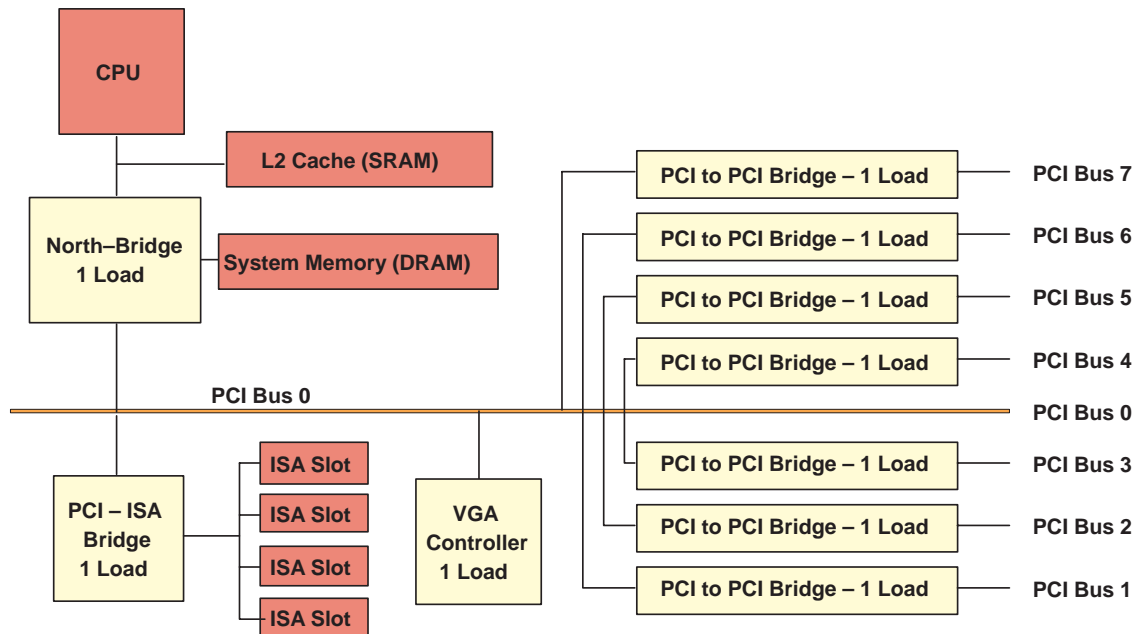 CPU
L2 Cache (SRAM)
North–Bridge
1 Load
System Memory (DRAM)
PCI to PCI Bridge – 1 Load
PCI Bus 7
PCI to PCI Bridge – 1 Load
PCI Bus 6
PCI to PCI Bridge – 1 Load
PCI Bus 5
PCI to PCI Bridge – 1 Load
PCI Bus 4
PCI Bus 0
PCI Bus 0
ISA Slot
ISA Slot
ISA Slot
ISA Slot
PCI – ISA
Bridge
1 Load
VGA
Controller
1 Load
PCI to PCI Bridge – 1 Load
PCI Bus 3
PCI to PCI Bridge – 1 Load
PCI Bus 2
PCI to PCI Bridge – 1 Load
PCI Bus 1